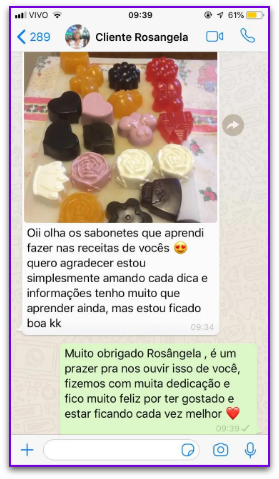 VIVO 09:39 61%
289 Cliente Rosangela
Oii olha os sabonetes que aprendi
fazer nas receitas de vocês 😍
quero agradecer estou
simplesmente amando cada dica e
informações tenho muito que
aprender ainda, mas estou ficado
boa kk
09:34
Muito obrigado Rosângela , é um
prazer pra nos ouvir isso de você,
fizemos com muita dedicação e
fico muito feliz por ter gostado e
estar ficando cada vez melhor ❤️
09:39